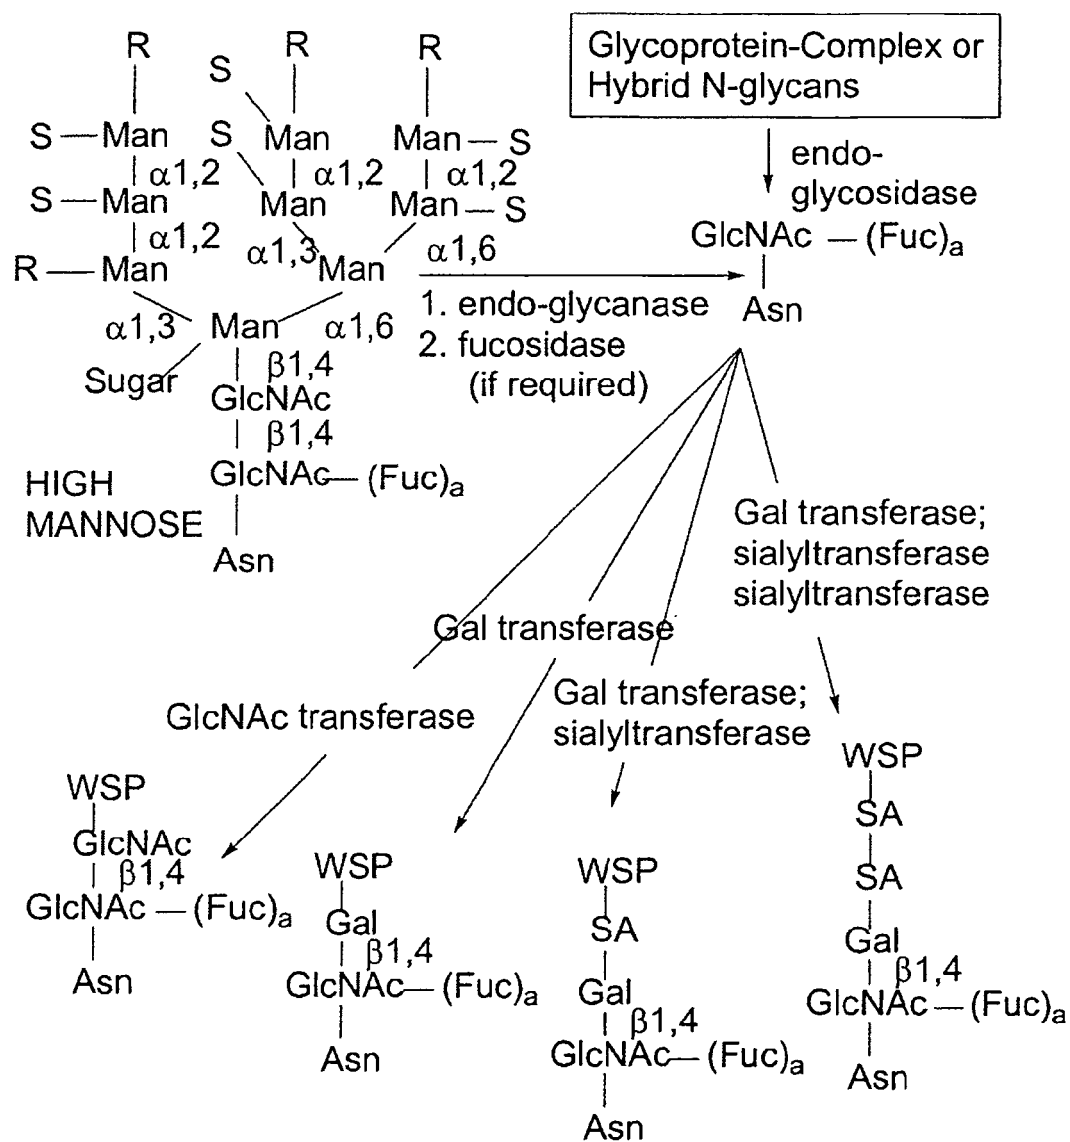 R
R
R
S
Glycoprotein-Complex or
Hybrid N-glycans
S
Man
S
Man
Man
S
α1,2
α1,2
α1,2
endo-
glycosidase
S
Man
Man
Man
S
α1,2
α1,3
α1,6
GlcNAc
(Fuc)a
R
Man
Man
1. endo-glycanase
2. fucosidase
(if required)
Asn
α1,3
Man
α1,6
Sugar
β1,4
GlcNAc
β1,4
GlcNAc
(Fuc)a
HIGH
MANNOSE
Asn
Gal transferase;
sialyltransferase
sialyltransferase
Gal transferase
Gal transferase;
sialyltransferase
GlcNAc transferase
WSP
GlcNAc
β1,4
GlcNAc
(Fuc)a
Asn
WSP
Gal
β1,4
GlcNAc
(Fuc)a
Asn
WSP
SA
Gal
β1,4
GlcNAc
(Fuc)a
Asn
WSP
SA
SA
Gal
β1,4
GlcNAc
(Fuc)a
Asn